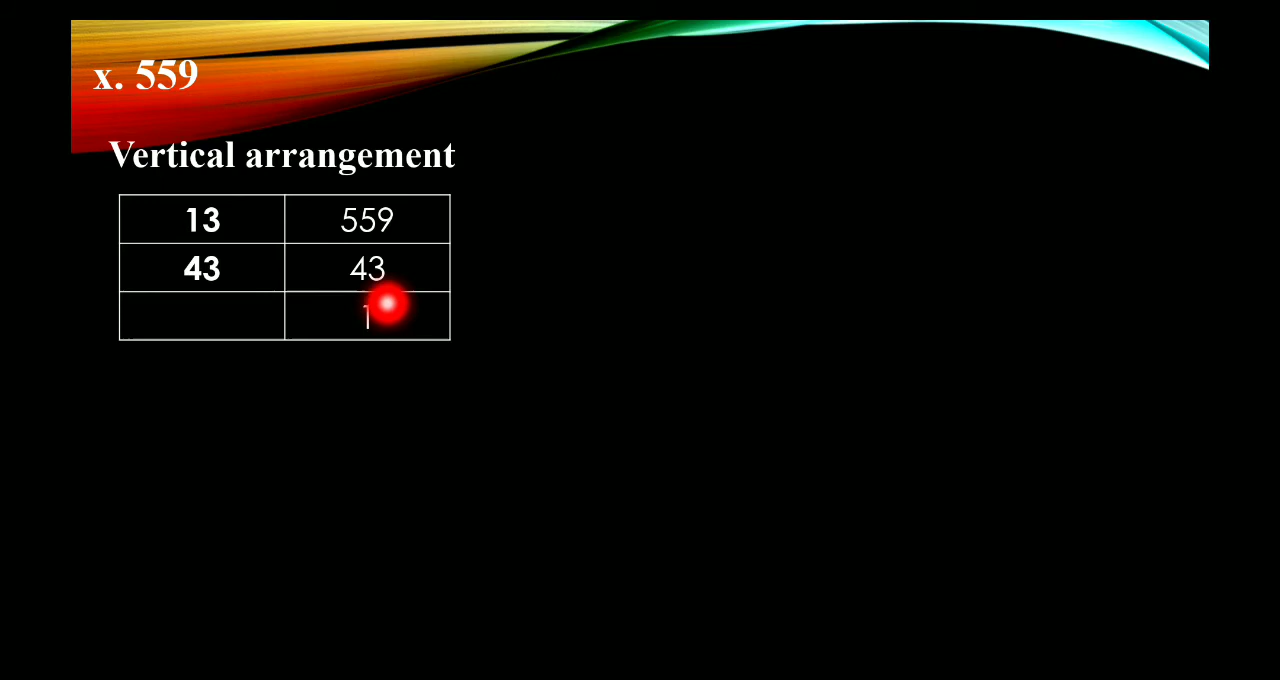 x. 559
Vertical arrangement
13 559
43 43
1